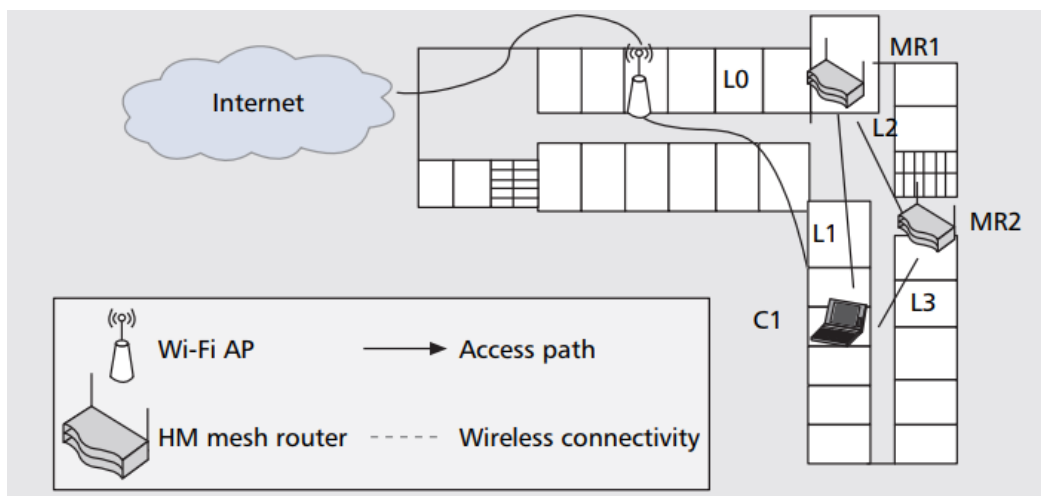 Internet
L0
MR1
L2
MR2
L1
L3
C1
Wi-Fi AP
Access path
HM mesh router
Wireless connectivity